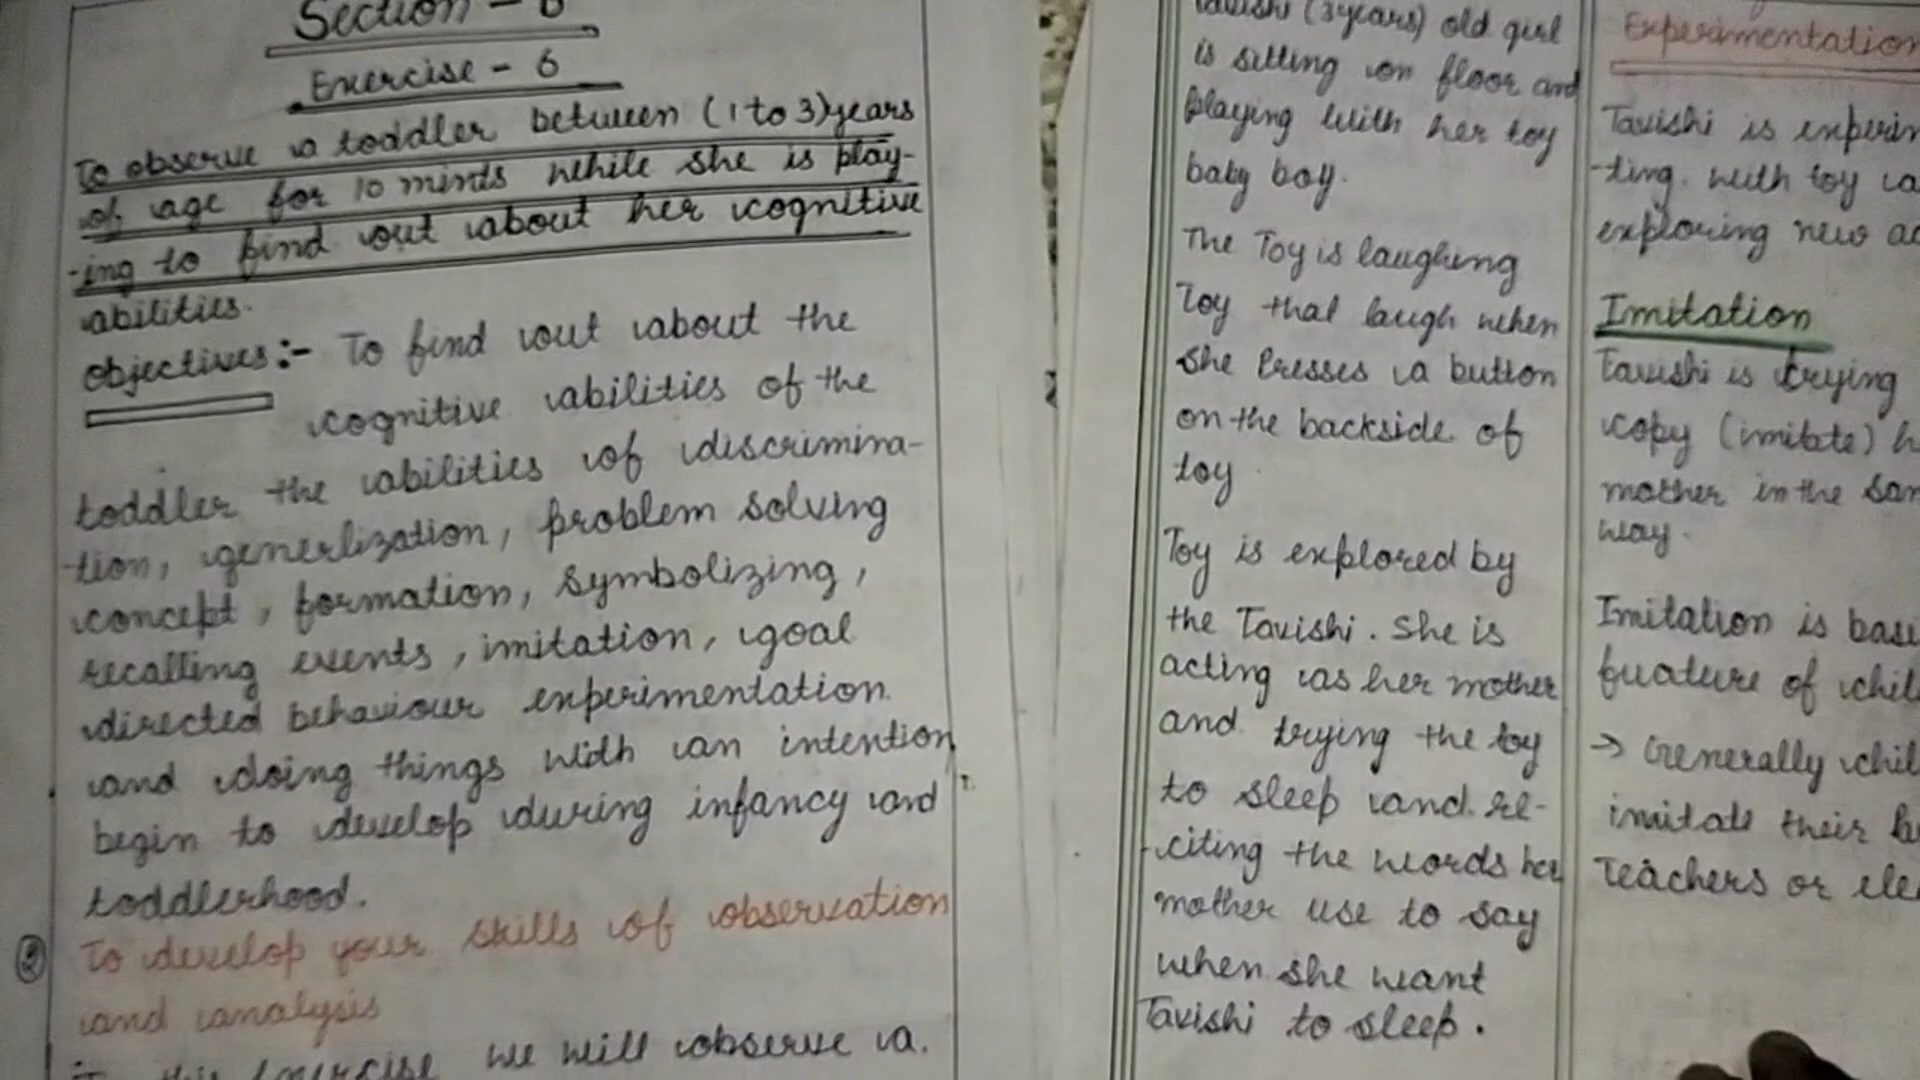 Section -
Exercise - 6
To observe a toddler between (1 to 3) years
of age for 10 minds while she is play-
-ing to find out about her cognitive
abilities.
objectives:- To find out about the
cognitive abilities of the
toddler the abilities of discrimina-
-tion, generlization, problem solving
concept, formation, symbolizing,
recalling events, imitation, goal
directed behaviour experimentation
and doing things with an intention
begin to develop during infancy and
toddlerhood.
② To develop your skills of observation
and analysis
we will observe a.
(3 years) old girl
is sitting on floor and
playing with her toy
baby boy.
The Toy is laughing
Toy that laugh when
she Presses a button
on the backside of
toy
Toy is explored by
the Tavishi. She is
acting as her mother
and trying the toy
to sleep and re-
-citing the words her
mother use to say
when she want
Tavishi to sleep.
Experimentation
Tavishi is
-ting. with toy
exploring new
Imitation
Tavishi is trying
copy (imitate)
mother in the
way.
Imitation is
fuature of
→ Generally
imitate their
Teachers or